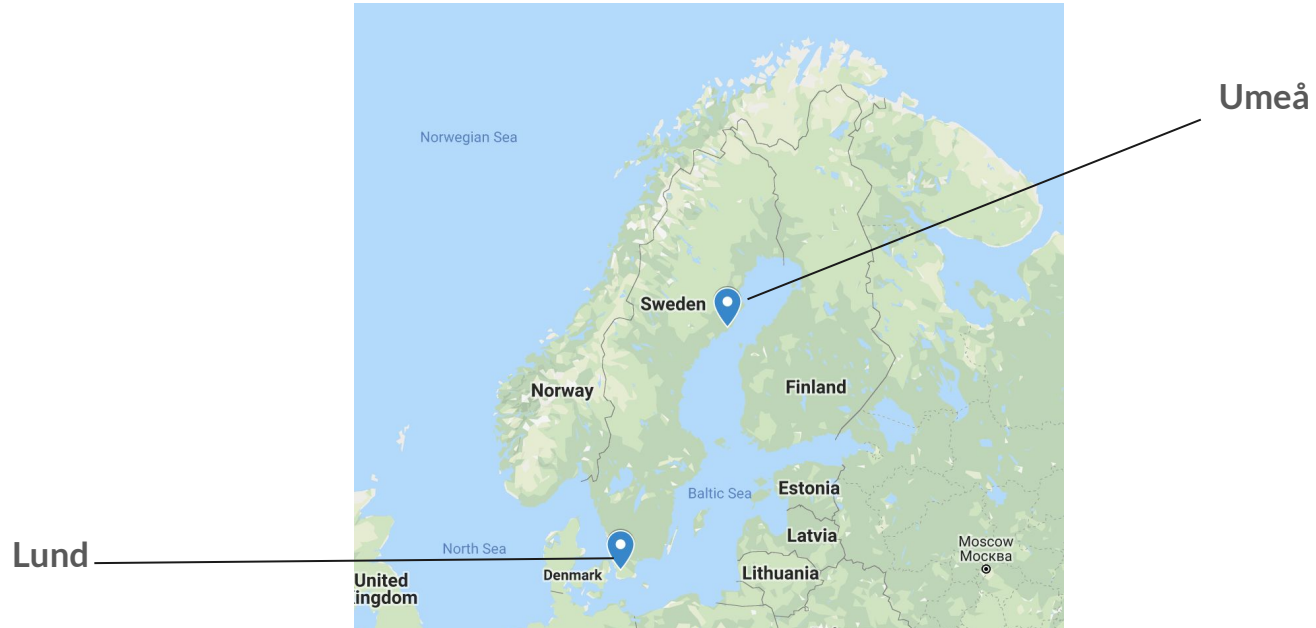 Umeå
Norwegian Sea
Sweden
Norway
Finland
Baltic Sea
Estonia
Latvia
Lithuania
Moscow
Москва
Lund
North Sea
Denmark
United
ingdom